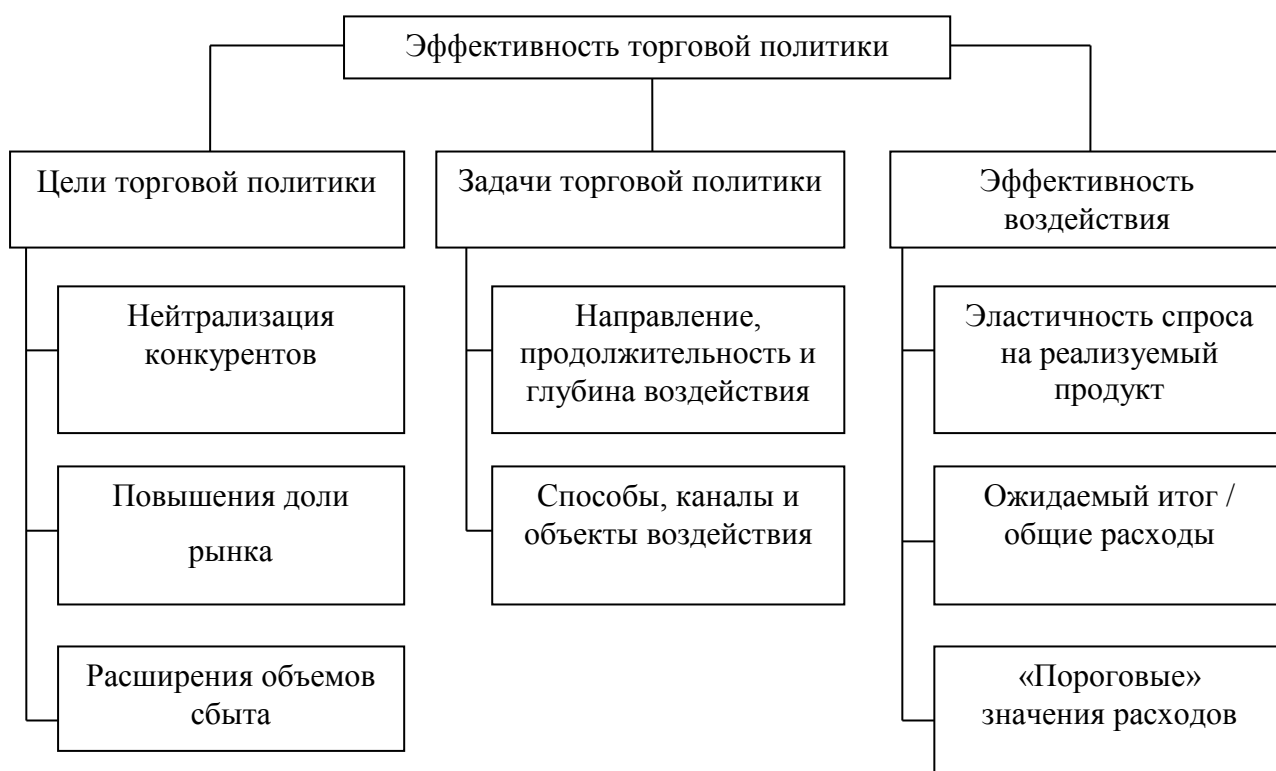 Эффективность торговой политики
Цели торговой политики
Задачи торговой политики
Эффективность
воздействия
Нейтрализация
конкурентов
Направление,
продолжительность и
глубина воздействия
Эластичность спроса
на реализуемый
продукт
Повышения доли
рынка
Способы, каналы и
объекты воздействия
Ожидаемый итог /
общие расходы
Расширения объемов
сбыта
«Пороговые»
значения расходов